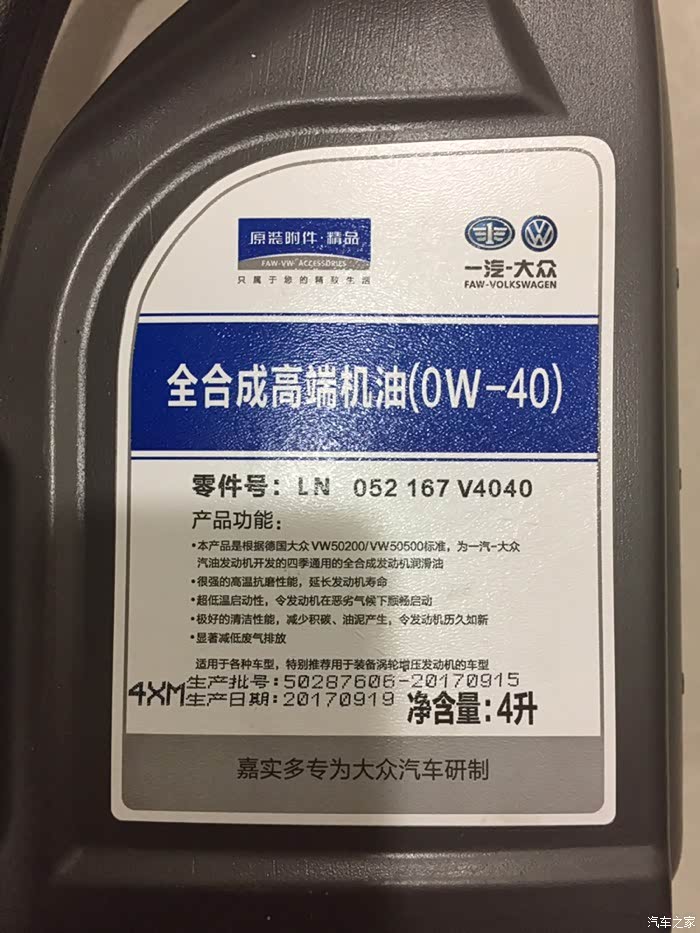 原装附件·精品
FAW-VW ACCESSORIES
只属于您的精致生活
一汽-大众
FAW-VOLKSWAGEN
全合成高端机油(0W-40)
零件号: LN 052 167 V4040
产品功能:
•本产品是根据德国大众VW50200/VW50500标准，为一汽-大众
汽油发动机开发的四季通用的全合成发动机润滑油
•很强的高温抗磨性能，延长发动机寿命
•超低温启动性，令发动机在恶劣气候下顺畅启动
•极好的清洁性能，减少积碳、油泥产生，令发动机历久如新
•显著减低废气排放
适用于各种车型，特别推荐用于装备涡轮增压发动机的车型
4XM
生产批号:50287606-20170915
生产日期:20170919
净含量:4升
嘉实多专为大众汽车研制
汽车之家